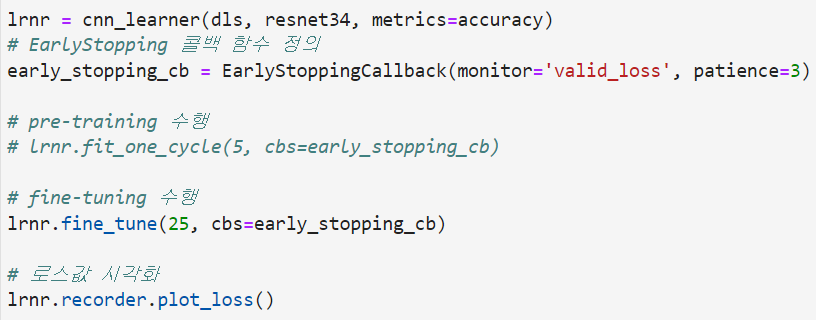 lrnr = cnn_learner(dls, resnet34, metrics=accuracy)
# EarlyStopping 콜백 함수 정의
early_stopping_cb = EarlyStoppingCallback(monitor='valid_loss', patience=3)
# pre-training 수행
# lrnr.fit_one_cycle(5, cbs=early_stopping_cb)
# fine-tuning 수행
lrnr.fine_tune(25, cbs=early_stopping_cb)
# 로스값 시각화
lrnr.recorder.plot_loss()